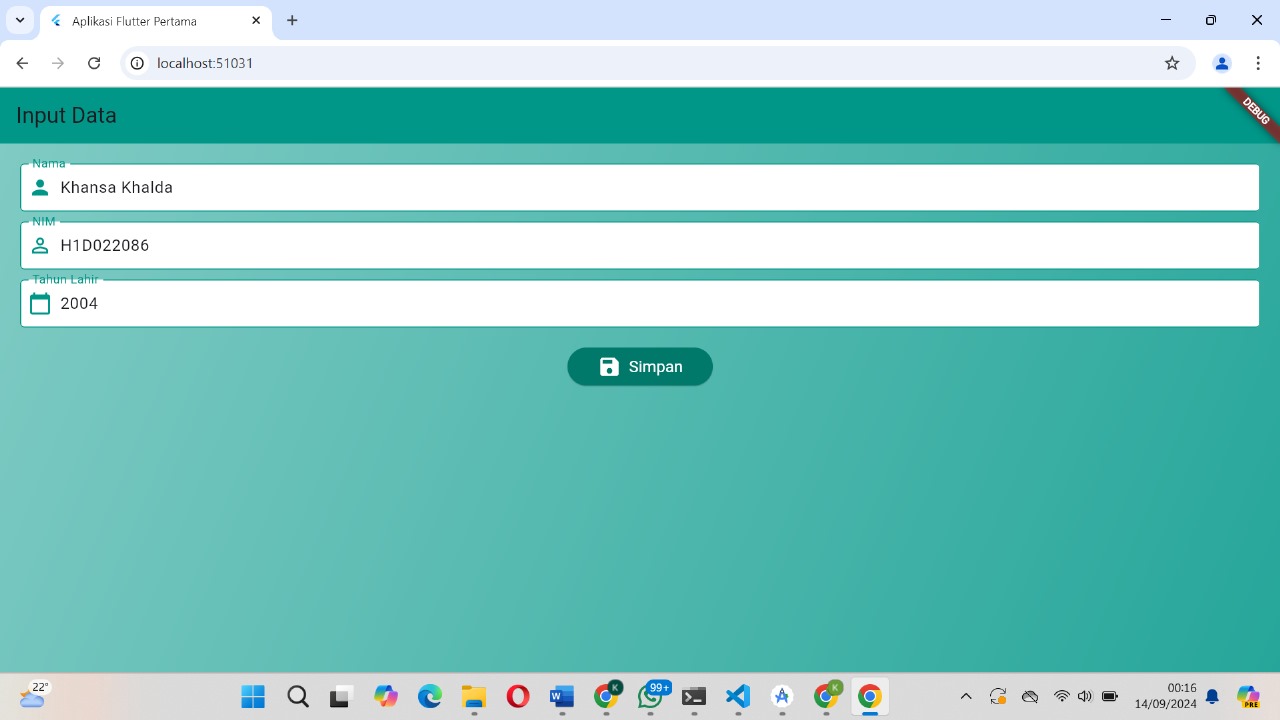 Aplikasi Flutter Pertama
localhost:51031
Input Data
DEBUG
Nama
Khansa Khalda
NIM
H1D022086
Tahun Lahir
2004
Simpan
22°
K
99+
K
00:16
14/09/2024
PRE